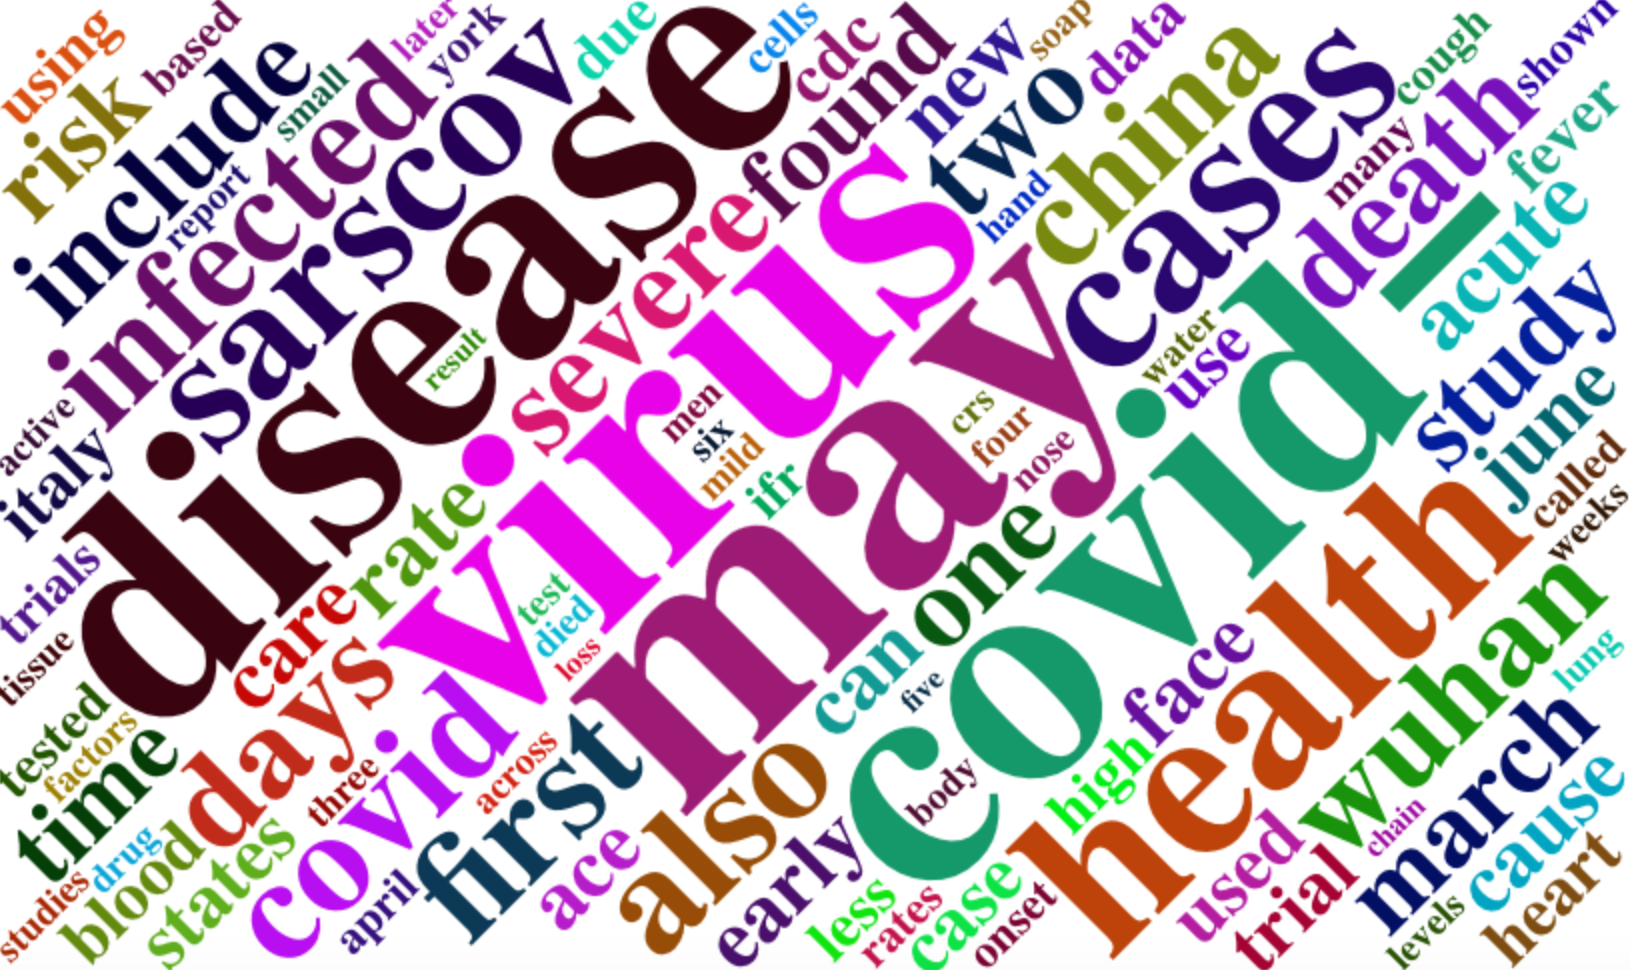 using
risk
based
include
small
report
infected
later
york
sarscov
due
disease
cells
cdc
found
severe
new
soap
two
data
hand
china
cases
cough
shown
many
death
fever
acute
study
june
called
weeks
active
italy
result
virus
men
six
mild
ifr
may
crs
four
nose
water
use
covid–
trials
tissue
rate
care
days
test
died
loss
one
can
five
health
face
high
wuhan
lung
tested
factors
time
three
covid
across
first
also
body
drug
studies
blood
states
april
ace
early
less
rates
case
onset
used
trial
chain
march
cause
levels
heart